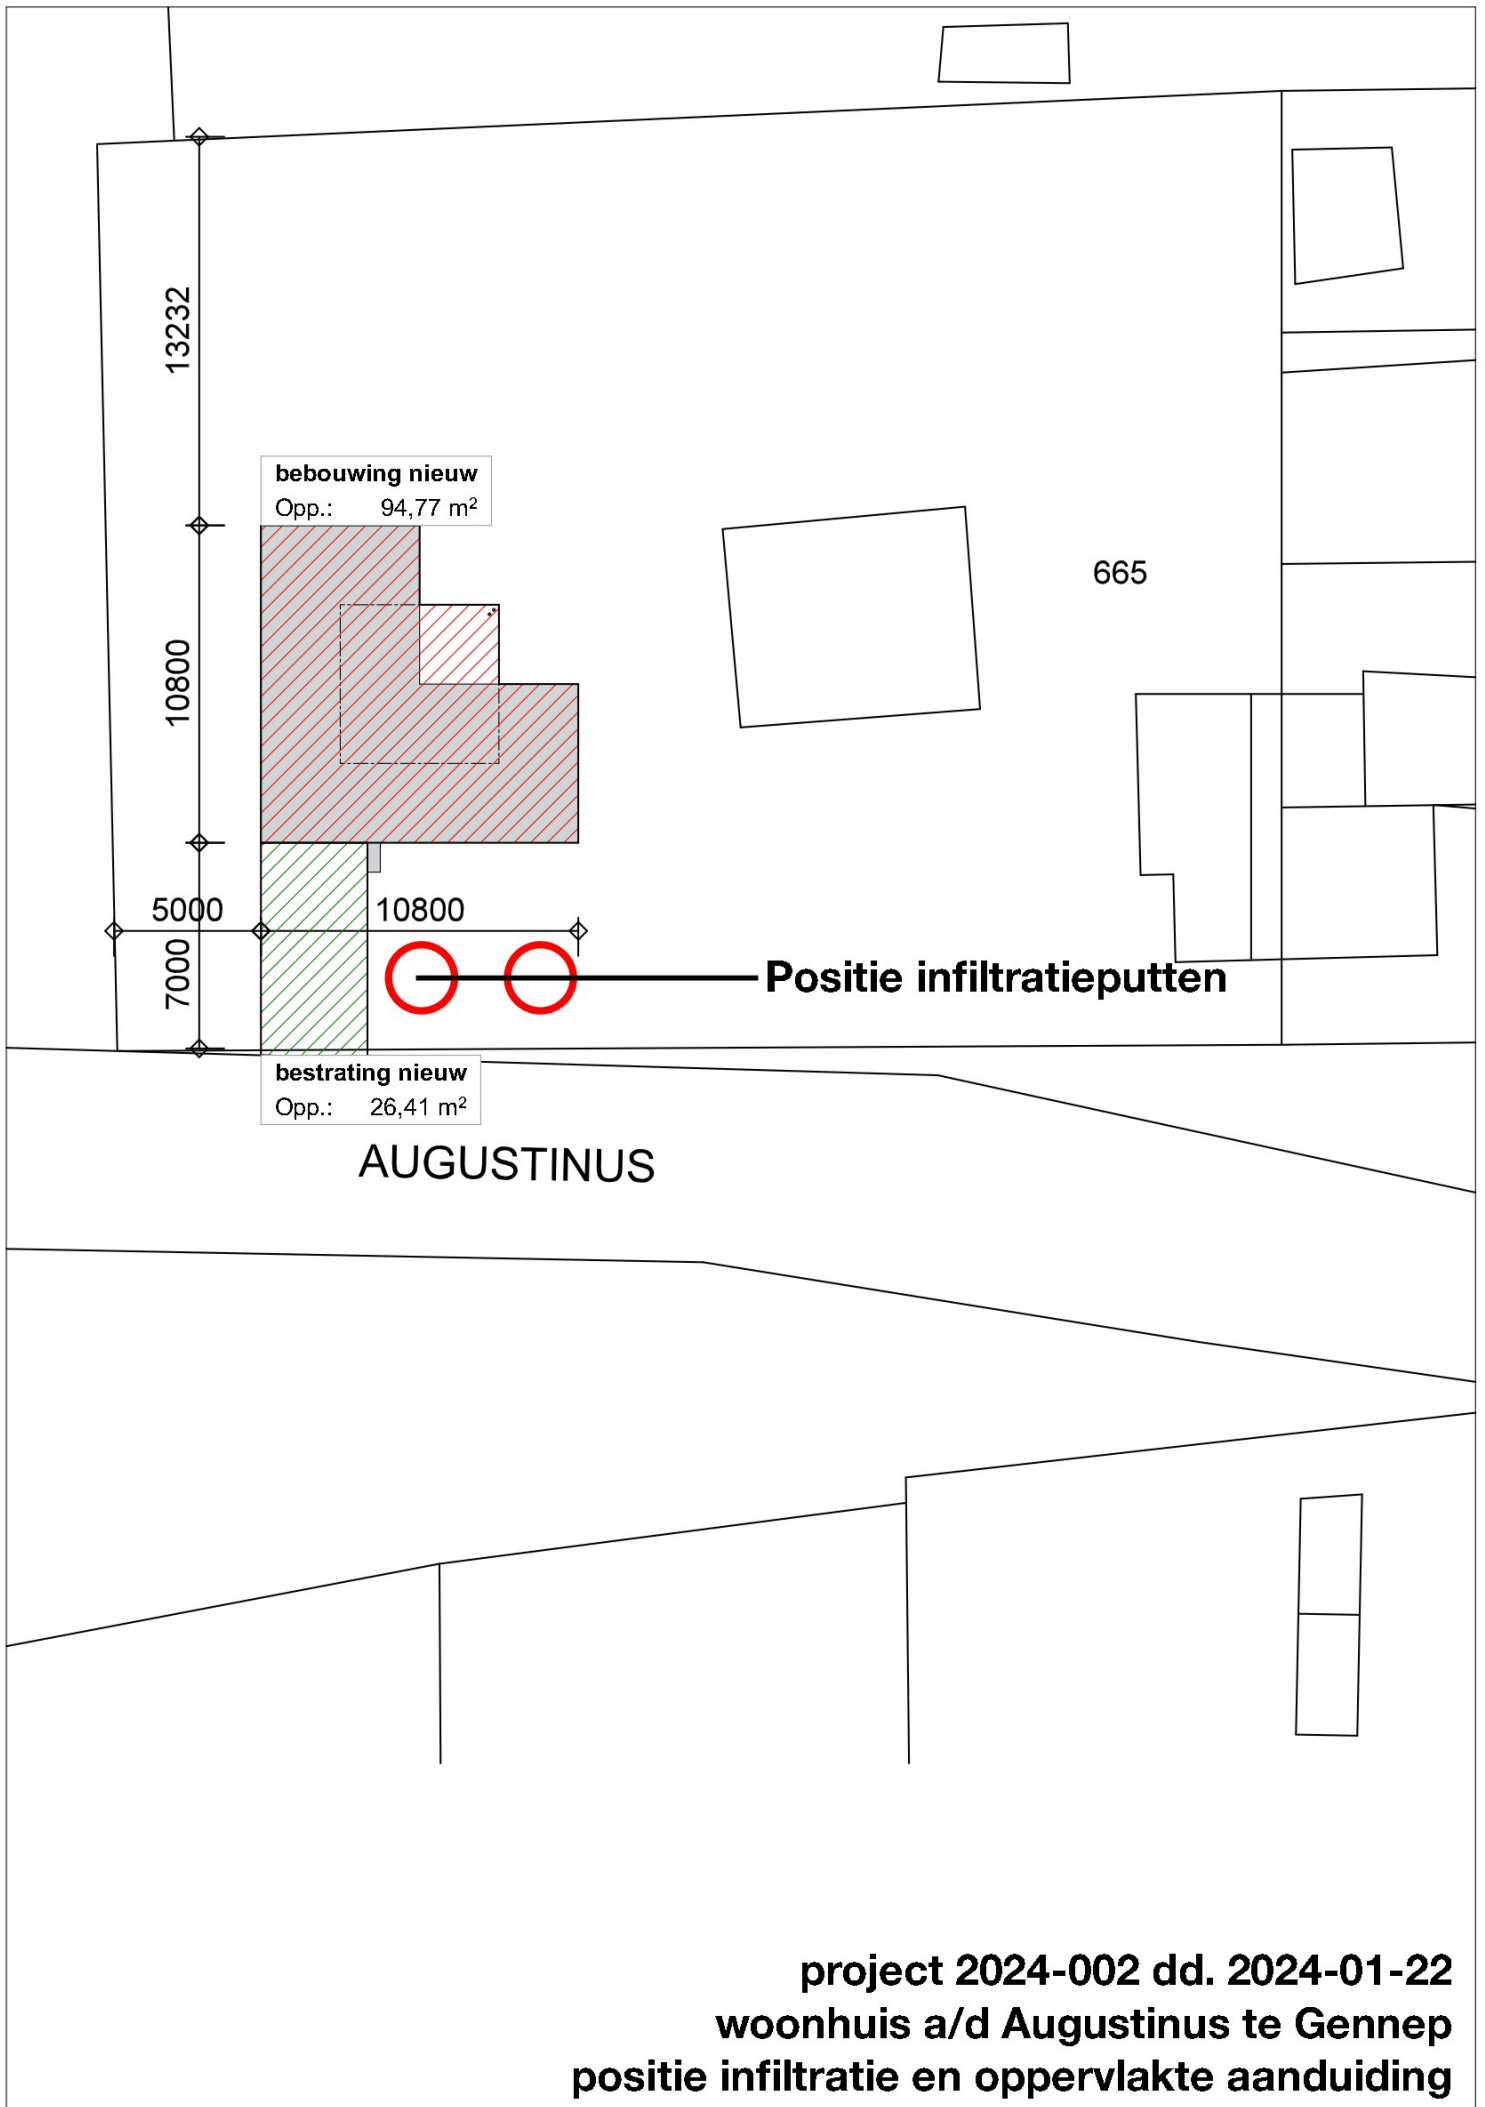 13232
bebouwing nieuw
Opp.: 94,77 m²
665
10800
5000
10800
7000
Positie infiltratieputten
bestrating nieuw
Opp.: 26,41 m²
AUGUSTINUS
project 2024-002 dd. 2024-01-22
woonhuis a/d Augustinus te Gennep
positie infiltratie en oppervlakte aanduiding